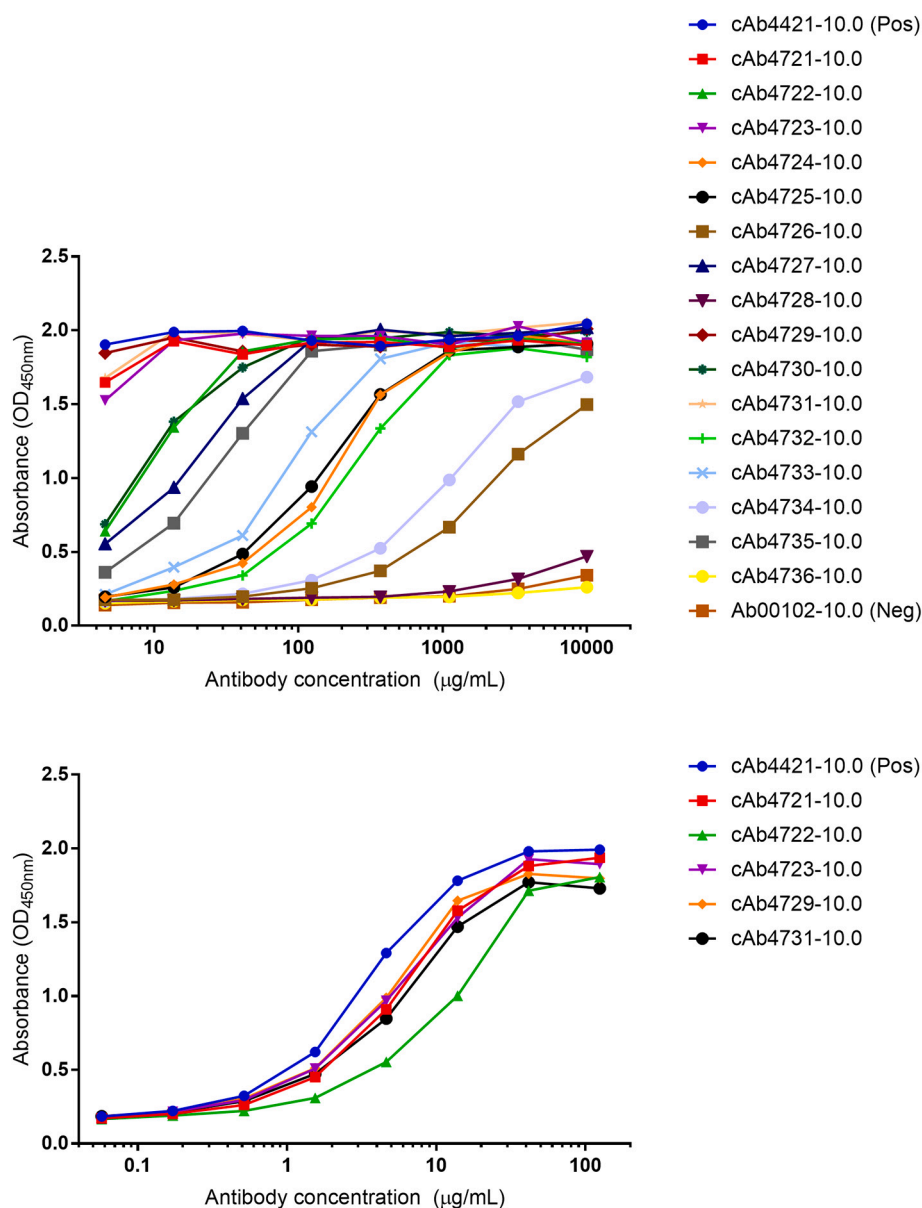 cAb4421-10.0 (Pos)
cAb4721-10.0
cAb4722-10.0
cAb4723-10.0
cAb4724-10.0
cAb4725-10.0
cAb4726-10.0
cAb4727-10.0
cAb4728-10.0
cAb4729-10.0
cAb4730-10.0
cAb4731-10.0
cAb4732-10.0
cAb4733-10.0
cAb4734-10.0
cAb4735-10.0
cAb4736-10.0
Ab00102-10.0 (Neg)
Absorbance (OD450nm)
2.5
2.0
1.5
1.0
0.5
0.0
10
100
1000
10000
Antibody concentration (μg/mL)
cAb4421-10.0 (Pos)
cAb4721-10.0
cAb4722-10.0
cAb4723-10.0
cAb4729-10.0
cAb4731-10.0
Absorbance (OD450nm)
2.5
2.0
1.5
1.0
0.5
0.0
0.1
1
10
100
Antibody concentration (μg/mL)